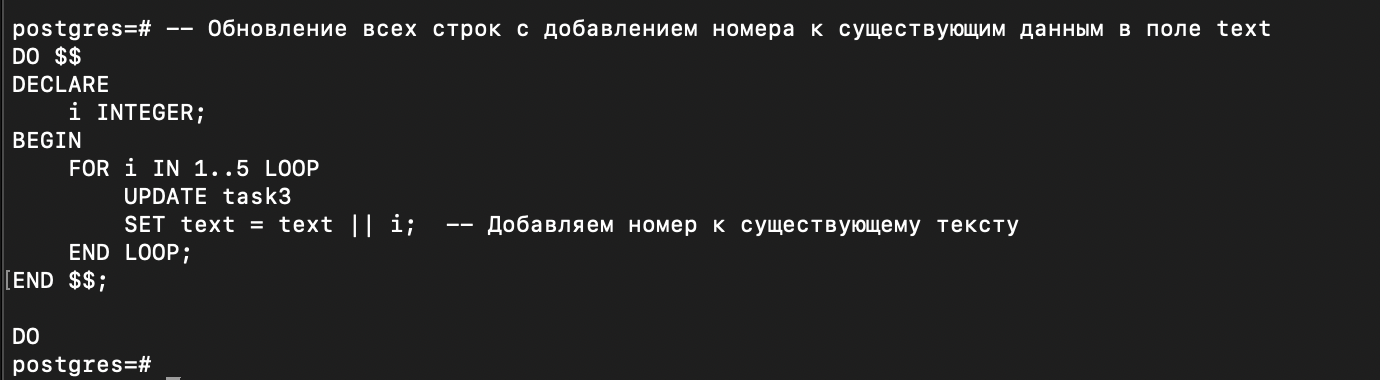 postgres=# -- Обновление всех строк с добавлением номера к существующим данным в поле text
DO $$
DECLARE
    i INTEGER;
BEGIN
    FOR i IN 1..5 LOOP
        UPDATE task3
        SET text = text || i;  -- Добавляем номер к существующему тексту
    END LOOP;
[END $$;
DO
postgres=#